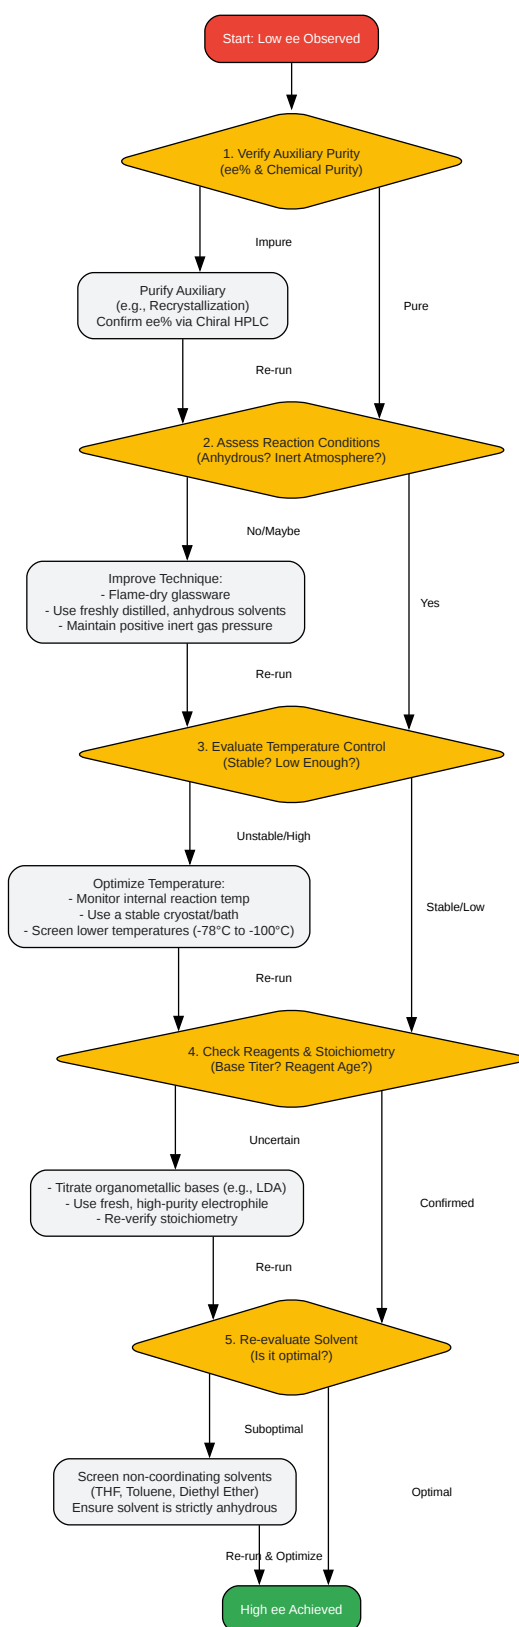 Start: Low ee Observed
1. Verify Auxiliary Purity
(ee% & Chemical Purity)
Impure
Purify Auxiliary
(e.g., Recrystallization)
Confirm ee% via Chiral HPLC
Pure
Re-run
2. Assess Reaction Conditions
(Anhydrous? Inert Atmosphere?)
No/Maybe
Improve Technique:
- Flame-dry glassware
- Use freshly distilled, anhydrous solvents
- Maintain positive inert gas pressure
Yes
Re-run
3. Evaluate Temperature Control
(Stable? Low Enough?)
Unstable/High
Optimize Temperature:
- Monitor internal reaction temp
- Use a stable cryostat/bath
- Screen lower temperatures (-78°C to -100°C)
Stable/Low
Re-run
4. Check Reagents & Stoichiometry
(Base Titer? Reagent Age?)
Uncertain
- Titrate organometallic bases (e.g., LDA)
- Use fresh, high-purity electrophile
- Re-verify stoichiometry
Confirmed
Re-run
5. Re-evaluate Solvent
(Is it optimal?)
Suboptimal
Screen non-coordinating solvents
(THF, Toluene, Diethyl Ether)
Ensure solvent is strictly anhydrous
Optimal
Re-run & Optimize
High ee Achieved